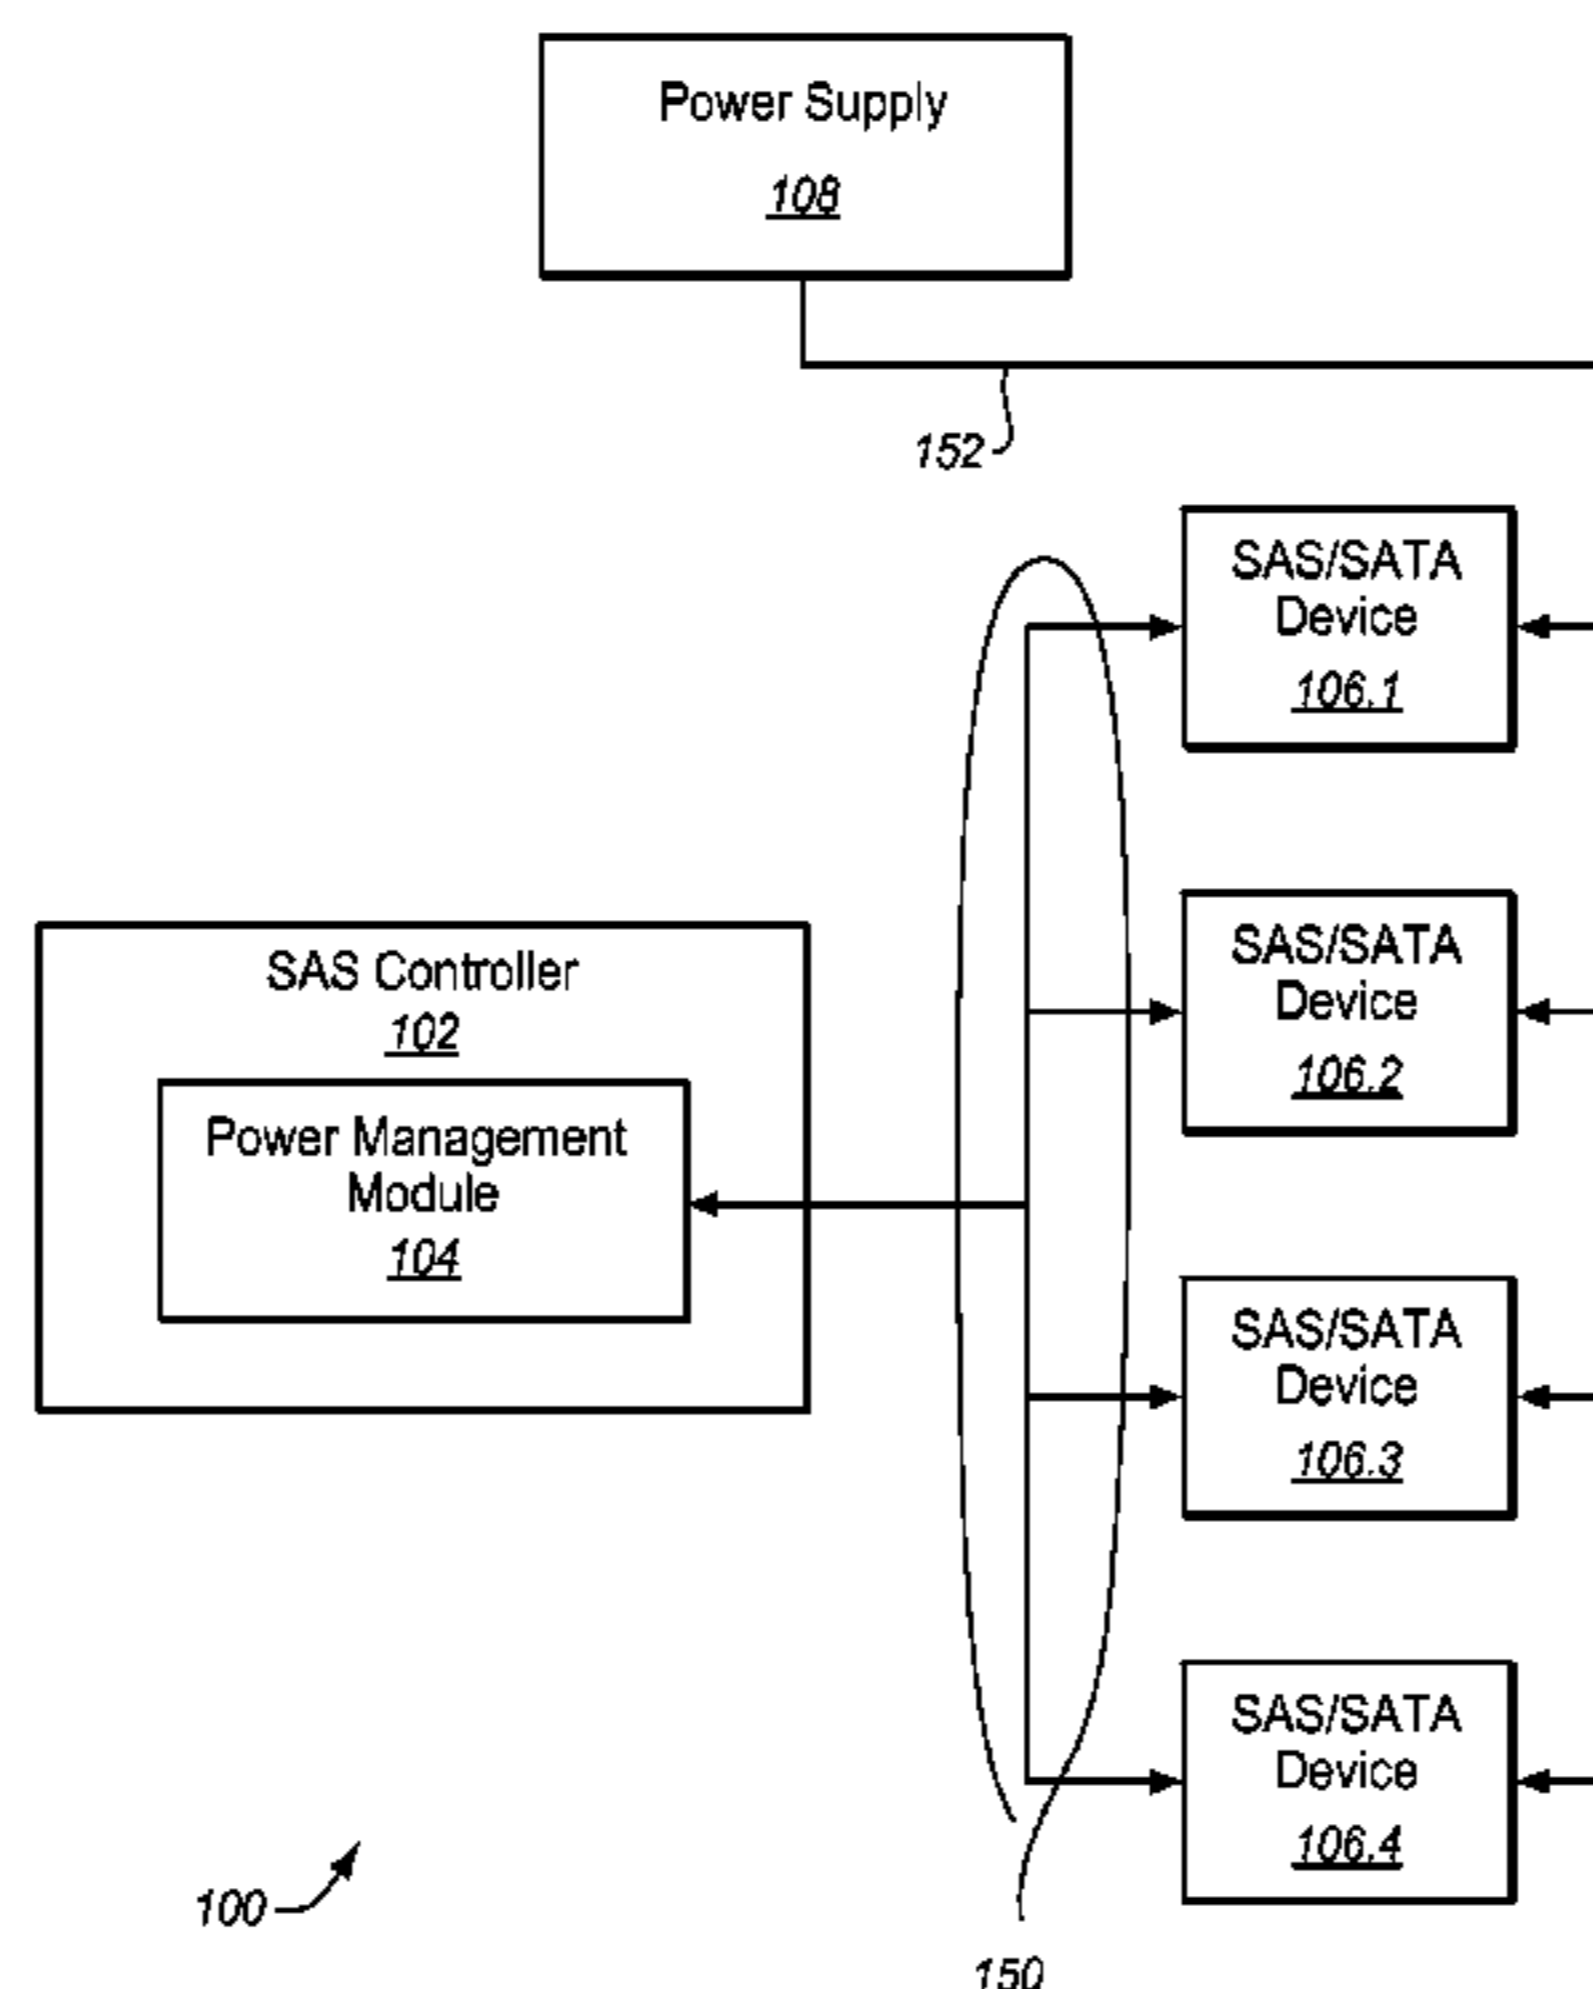 Power Supply
108
152
SAS/SATA
Device
106.1
SAS/SATA
Device
106.2
SAS Controller
102
Power Management
Module
104
SAS/SATA
Device
106.3
SAS/SATA
Device
106.4
100
150